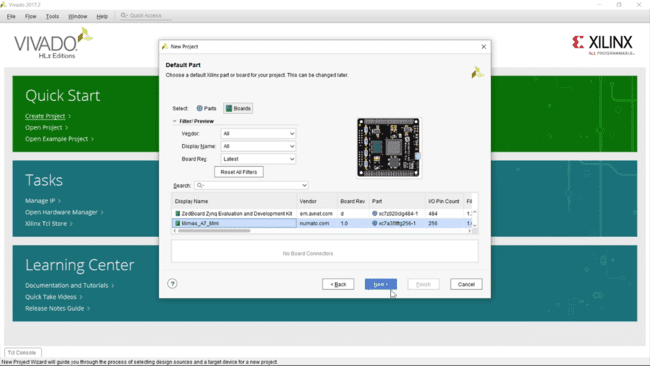 Vivado 2017.2
File Flow Tools Window Help Quick Access
VIVADO.
HLx Editions
XILINX
ALL PROGRAMMABLE.
Quick Start
Create Project >
Open Project >
Open Example Project >
Tasks
Manage IP >
Open Hardware Manager >
Xilinx Tcl Store >
Learning Center
Documentation and Tutorials >
Quick Take Videos >
Release Notes Guide >
New Project
Default Part
Choose a default Xilinx part or board for your project. This can be changed later.
Select: Parts Boards
Filter/ Preview
Vendor: All
Display Name: All
Board Rev: Latest
Reset All Filters
Search:
Display Name Vendor Board Rev Part I/O Pin Count
ZedBoard Zynq Evaluation and Development Kit em.avnet.com d xc7z020clg484-1 484
Mimas_A7_Mini numato.com 1.0 256
No Board Connectors
? < Back Next > Finish Cancel
Tcl Console
New Project Wizard will guide you through the process of selecting design sources and a target device for a new project.